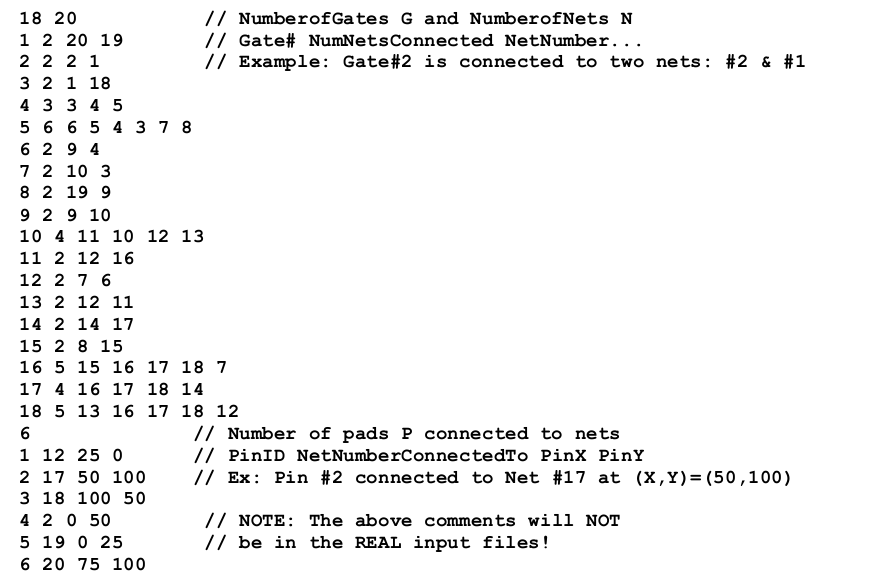 18 20 // NumberofGates G and NumberofNets N
1 2 20 19 // Gate# NumNetsConnected NetNumber...
2 2 2 1 // Example: Gate#2 is connected to two nets: #2 & #1
3 2 1 18
4 3 3 4 5
5 6 6 5 4 3 7 8
6 2 9 4
7 2 10 3
8 2 19 9
9 2 9 10
10 4 11 10 12 13
11 2 12 16
12 2 7 6
13 2 12 11
14 2 14 17
15 2 8 15
16 5 15 16 17 18 7
17 4 16 17 18 14
18 5 13 16 17 18 12
6 // Number of pads P connected to nets
1 12 25 0 // PinID NetNumberConnectedTo PinX PinY
2 17 50 100 // Ex: Pin #2 connected to Net #17 at (X,Y)=(50,100)
3 18 100 50
4 2 0 50 // NOTE: The above comments will NOT
5 19 0 25 // be in the REAL input files!
6 20 75 100